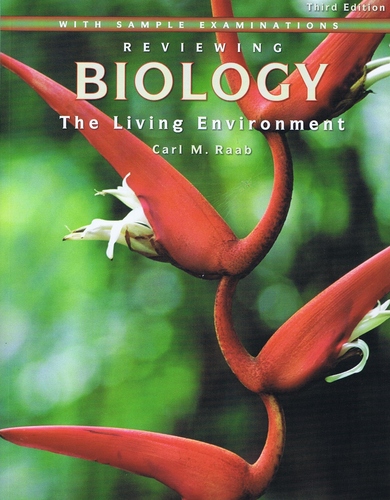 Third Edition
WITH SAMPLE EXAMINATIONS
REVIEWING
BIOLOGY
The Living Environment
Carl M. Raab